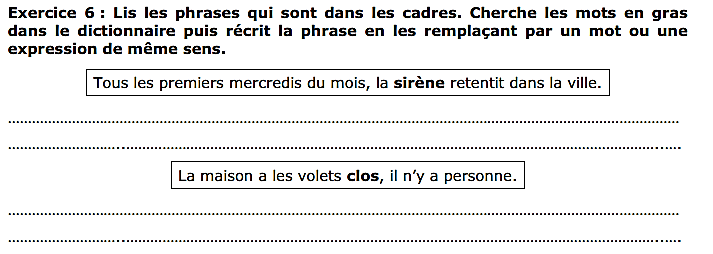 Exercice 6 : Lis les phrases qui sont dans les cadres. Cherche les mots en gras
dans le dictionnaire puis récrit la phrase en les remplaçant par un mot ou une
expression de même sens.
Tous les premiers mercredis du mois, la sirène retentit dans la ville.
La maison a les volets clos, il n’y a personne.